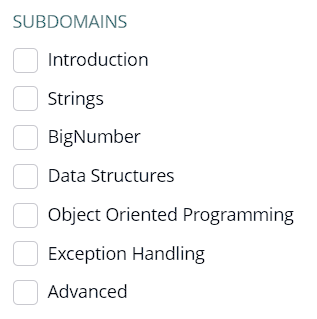 SUBDOMAINS
Introduction
Strings
BigNumber
Data Structures
Object Oriented Programming
Exception Handling
Advanced